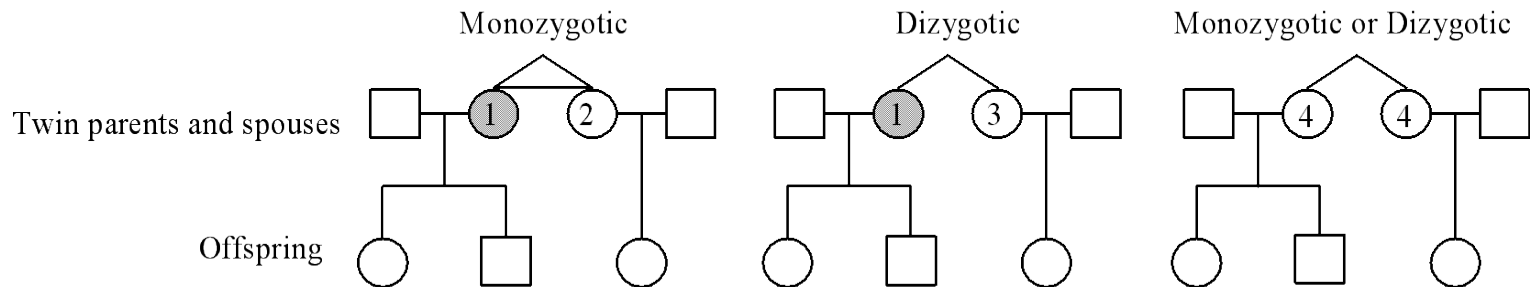 Monozygotic
Dizygotic
Monozygotic or Dizygotic
Twin parents and spouses
1
2
1
3
4
4
Offspring